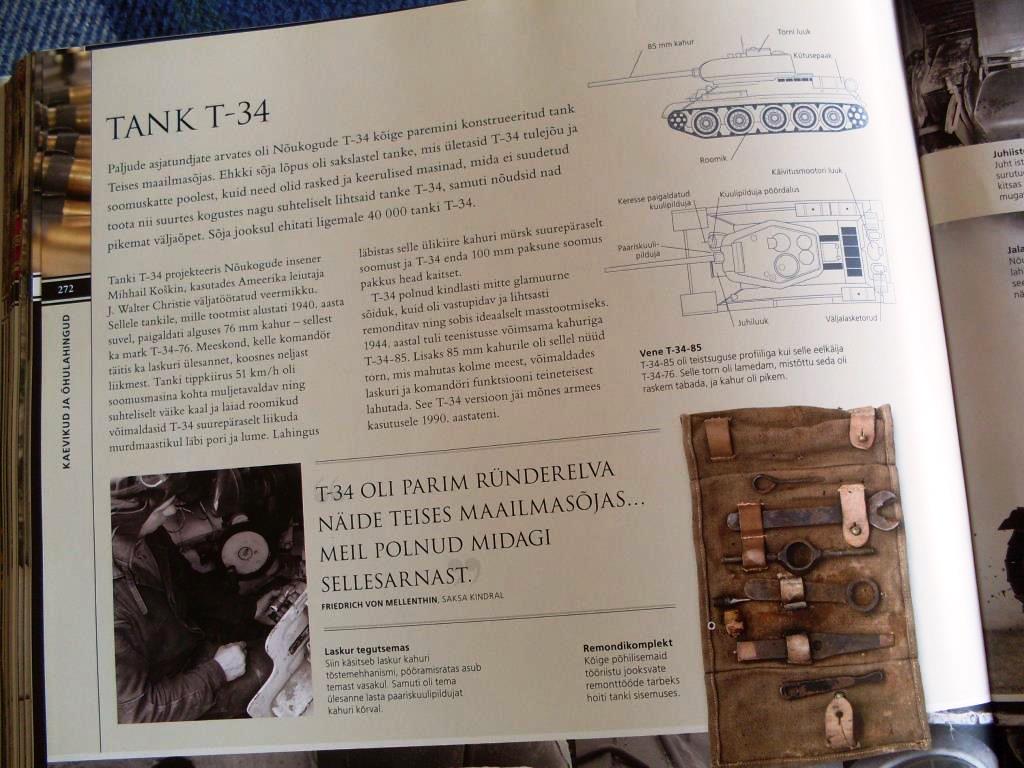 TANK T-34
Paljude asjatundjate arvates oli Nõukogude T-34 kõige paremini konstrueeritud tank
Teises maailmasõjas. Ehkki sõja lõpus oli sakslastel tanke, mis ületasid T-34 tulejõu ja
soomuskatte poolest, kuid need olid rasked ja keerulised masinad, mida ei suudetud
toota nii suurtes kogustes nagu suhteliselt lihtsaid tanke T-34, samuti nõudsid nad
pikemat väljaõpet. Sõja jooksul ehitati ligemale 40 000 tanki T-34.
272
KAEVIKUD JA ÕHULAHINGUD
Tanki T-34 projekteeris Nõukogude insener
Mihhail Koškin, kasutades Ameerika leiutaja
J. Walter Christie väljatöötatud veermikku.
Sellele tankile, mille tootmist alustati 1940. aasta
suvel, paigaldati alguses 76 mm kahur – sellest
ka mark T-34-76. Meeskond, kelle komandör
täitis ka laskuri ülesannet, koosnes neljast
liikmest. Tanki tippkiirus 51 km/h oli
soomusmasina kohta muljetavaldav ning
suhteliselt väike kaal ja laiad roomikud
võimaldasid T-34 suurepäraselt liikuda
murdmaastikul läbi pori ja lume. Lahingus
läbistas selle ülikiire kahuri mürsk suurepäraselt
soomust ja T-34 enda 100 mm paksune soomus
pakkus head kaitset.
T-34 polnud kindlasti mitte glamuurne
sõiduk, kuid oli vastupidav ja lihtsasti
remonditav ning sobis ideaalselt masstootmiseks.
1944. aastal tuli teenistusse võimsama kahuriga
T-34-85. Lisaks 85 mm kahurile oli sellel nüüd
torn, mis mahutas kolme meest, võimaldades
laskuri ja komandöri funktsiooni teineteisest
lahutada. See T-34 versioon jäi mõnes armees
kasutusele 1990. aastateni.
85 mm kahur
Torni luuk
Kütusepaak
Roomik
Käivitusmootori luuk
Keresse paigaldatud
kuulipilduja
Kuulipilduja pöördalus
Paariskuuli-
pilduja
Juhiluuk
Väljalasketorud
Vene T-34-85
T-34-85 oli teistsuguse profiiliga kui selle eelkäija
T-34-76. Selle torn oli lamedam, mistõttu seda oli
raskem tabada, ja kahur oli pikem.
T-34 OLI PARIM RÜNDERELVA
NÄIDE TEISES MAAILMASÕJAS...
MEIL POLNUD MIDAGI
SELLESARNAST.
FRIEDRICH VON MELLENTHIN, SAKSA KINDRAL
Laskur tegutsemas
Siin käsitseb laskur kahuri
tõstemehhanismi, pööramisratas asub
temast vasakul. Samuti oli tema
ülesanne lasta paariskuulipildujat
kahuri kõrval.
Remondikomplekt
Kõige põhilisemaid
tööriistu jooksvate
remonttööde tarbeks
hoiti tanki sisemuses.
Juht ist
kitsas